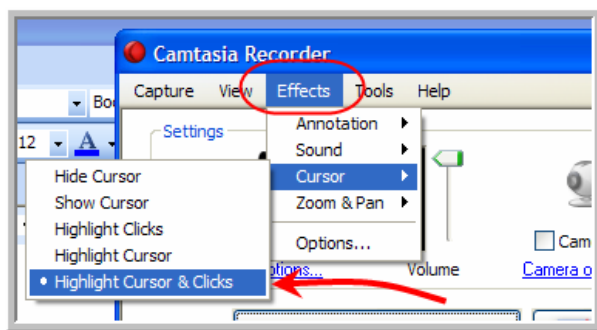 Camtasia Recorder
Capture View Effects Tools Help
12 A
Settings
Annotation
Sound
Cursor
Zoom & Pan
Options...
Hide Cursor
Show Cursor
Highlight Clicks
Highlight Cursor
Highlight Cursor & Clicks
Volume